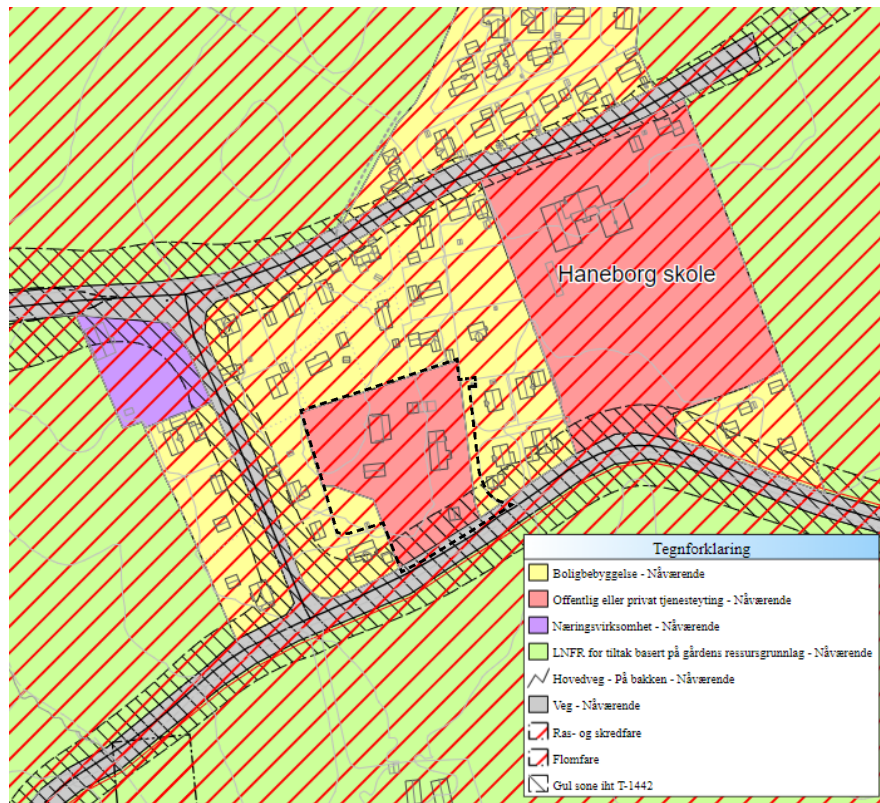 Haneborg skole
Tegnforklaring
Boligbebyggelse - Nåværende
Offentlig eller privat tjenesteyting - Nåværende
Næringsvirksomhet - Nåværende
LNFR for tiltak basert på gårdens ressursgrunnlag - Nåværende
Hovedveg - På bakken - Nåværende
Veg - Nåværende
Ras- og skredfare
Flomfare
Gul sone iht T-1442